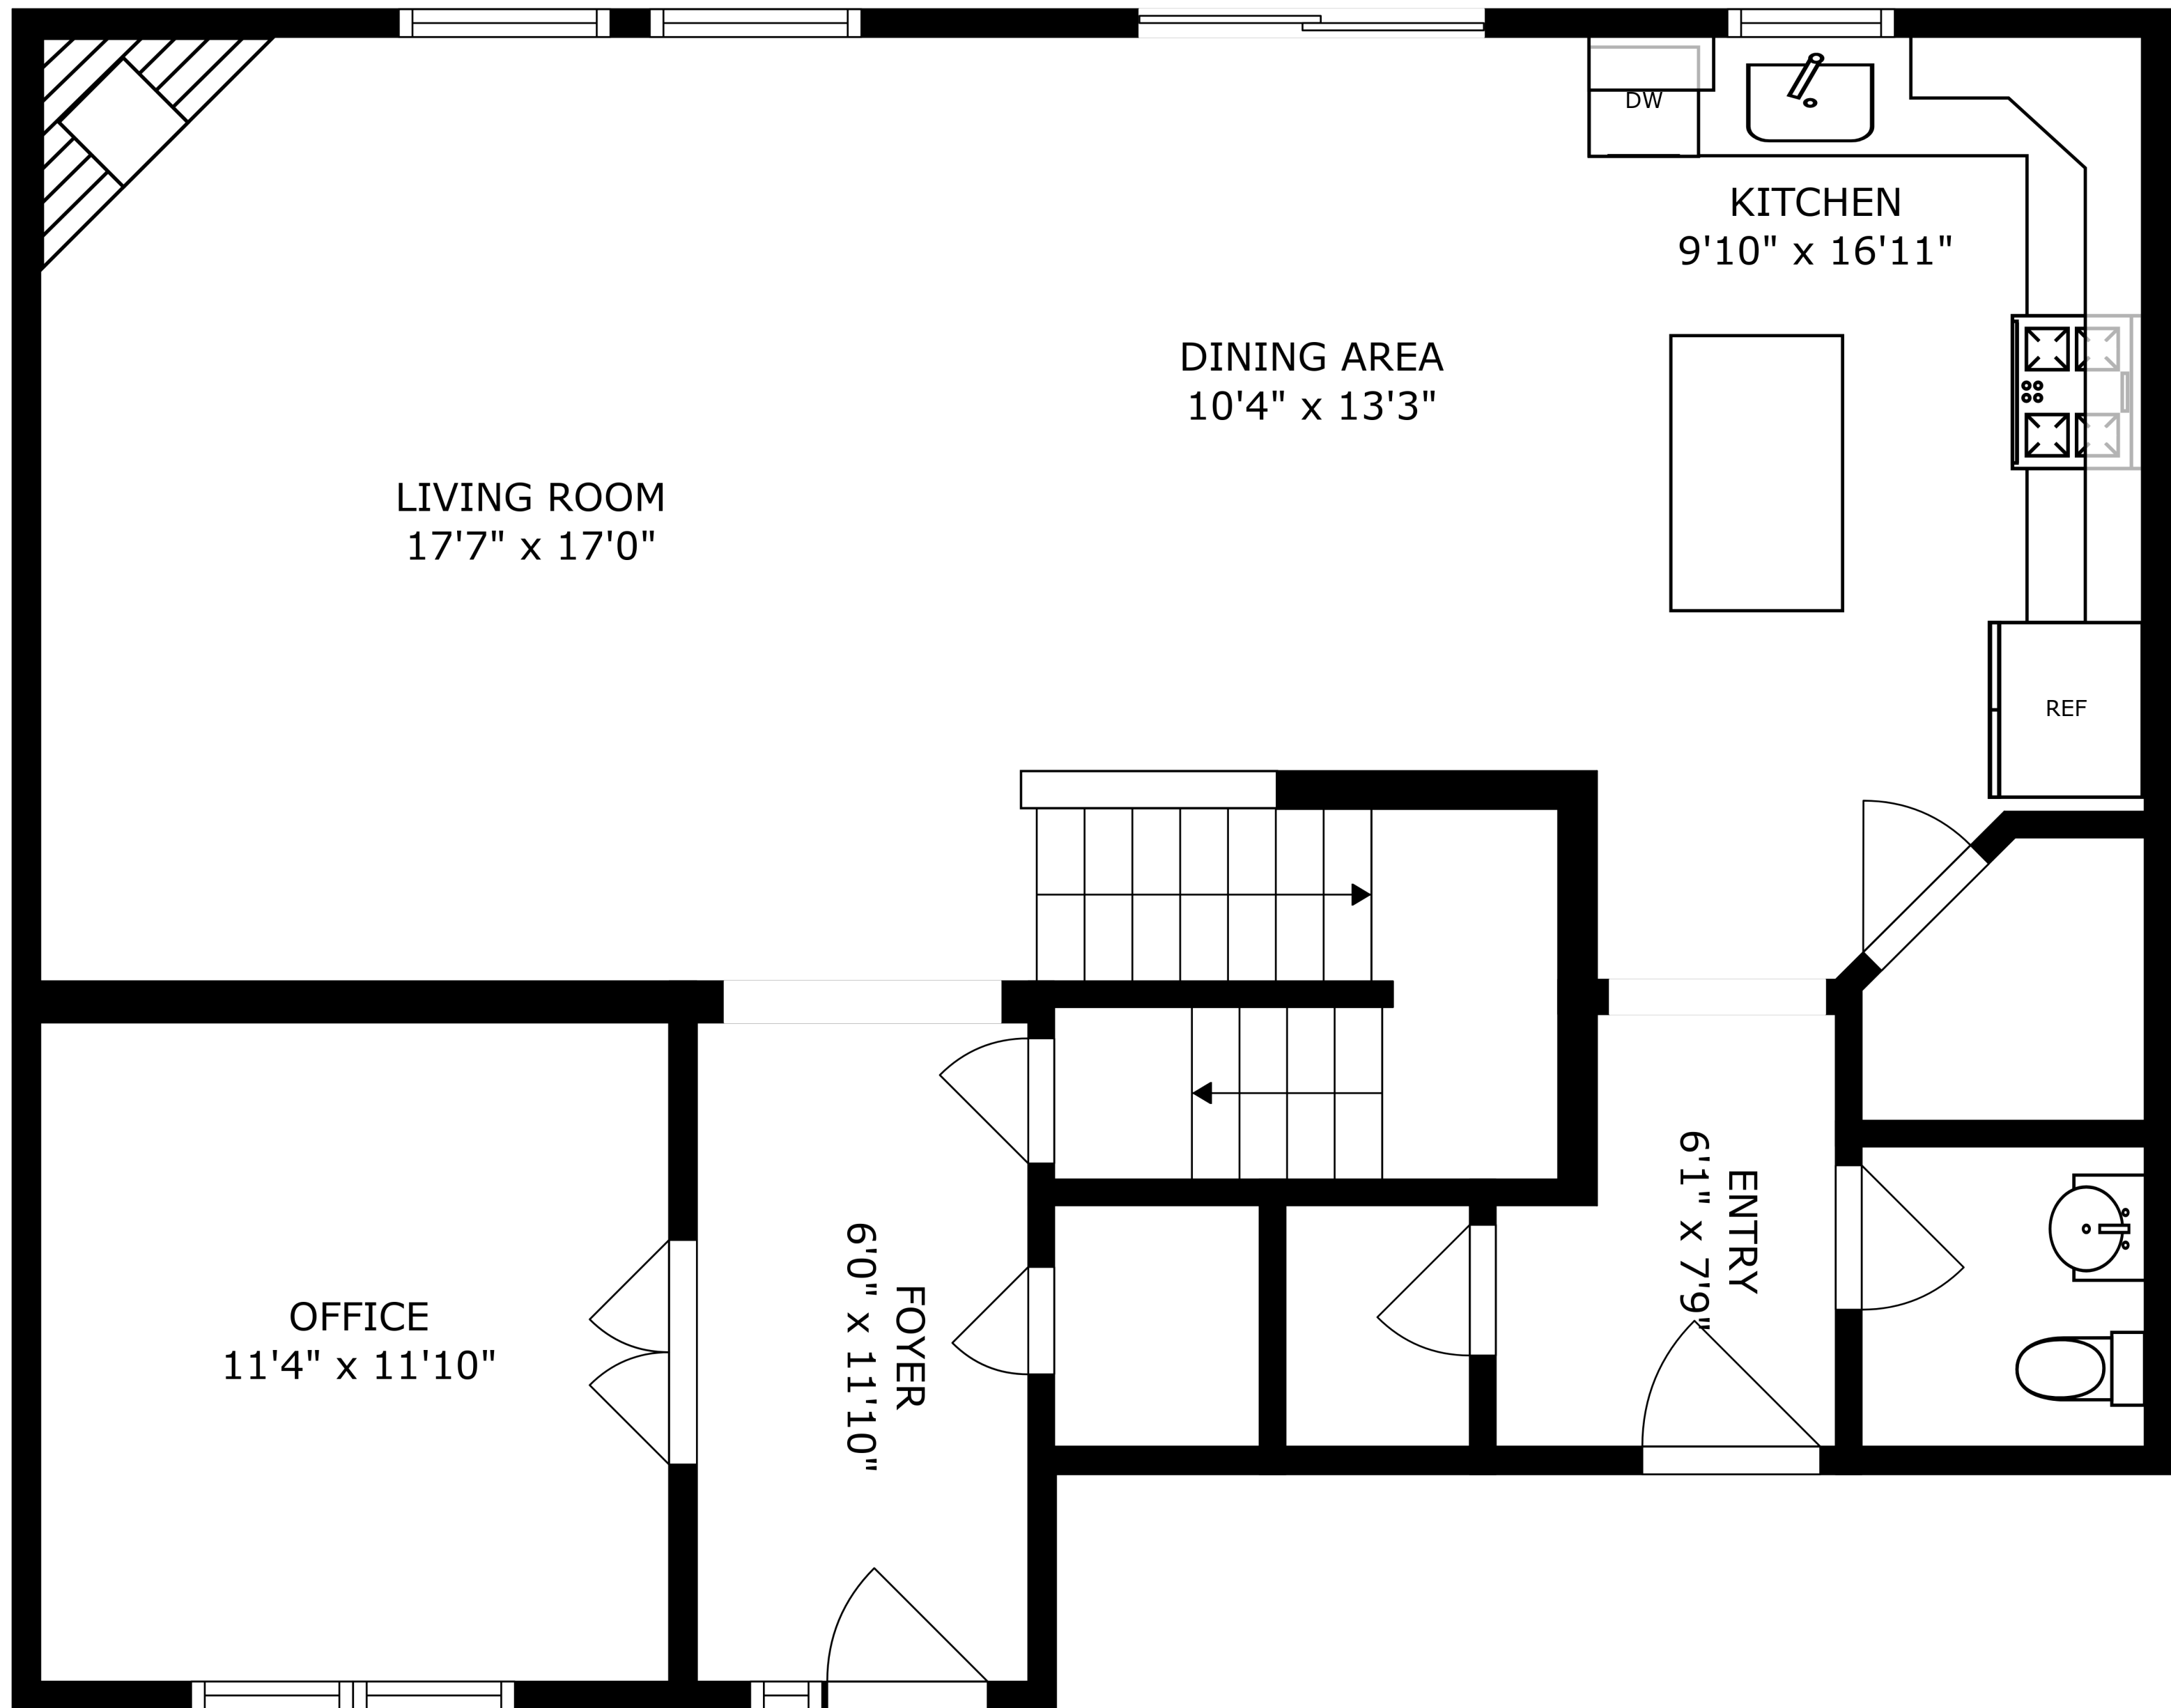 DW
KITCHEN
9'10" x 16'11"
DINING AREA
10'4" x 13'3"
LIVING ROOM
17'7" x 17'0"
REF
ENTRY
6'1" x 7'9"
FOYER
6'0" x 11'10"
OFFICE
11'4" x 11'10"